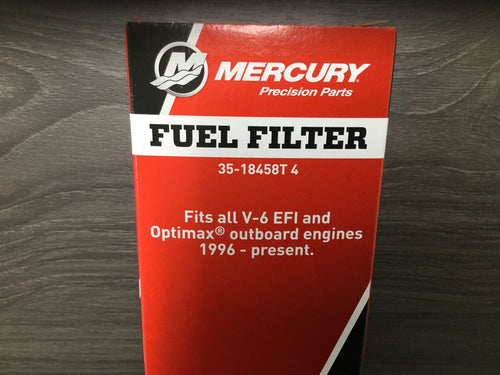 MERCURY
Precision Parts
FUEL FILTER
35-18458T 4
Fits all V-6 EFI and
Optimax® outboard engines
1996 - present.